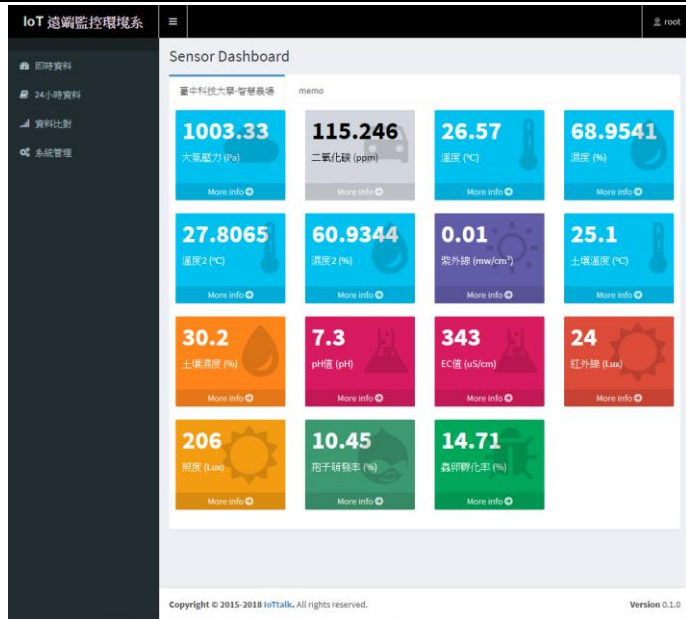 IoT 遠端監控環境系
root
即時資料
24小時資料
資料比對
系統管理
Sensor Dashboard
臺中科技大學-智慧農場
memo
1003.33
大氣壓力 (Pa)
More info
115.246
二氧化碳 (ppm)
More info
26.57
溫度 (°C)
More info
68.9541
濕度 (%)
More info
27.8065
溫度2 (°C)
More info
60.9344
濕度2 (%)
More info
0.01
紫外線 (mw/cm²)
More info
25.1
土壤溫度 (°C)
More info
30.2
土壤濕度 (%)
More info
7.3
pH值 (pH)
More info
343
EC值 (uS/cm)
More info
24
紅外線 (Lux)
More info
206
照度 (Lux)
More info
10.45
孢子萌發率 (%)
More info
14.71
蟲卵孵化率 (%)
More info
Copyright © 2015-2018 IoTtalk. All rights reserved.
Version 0.1.0